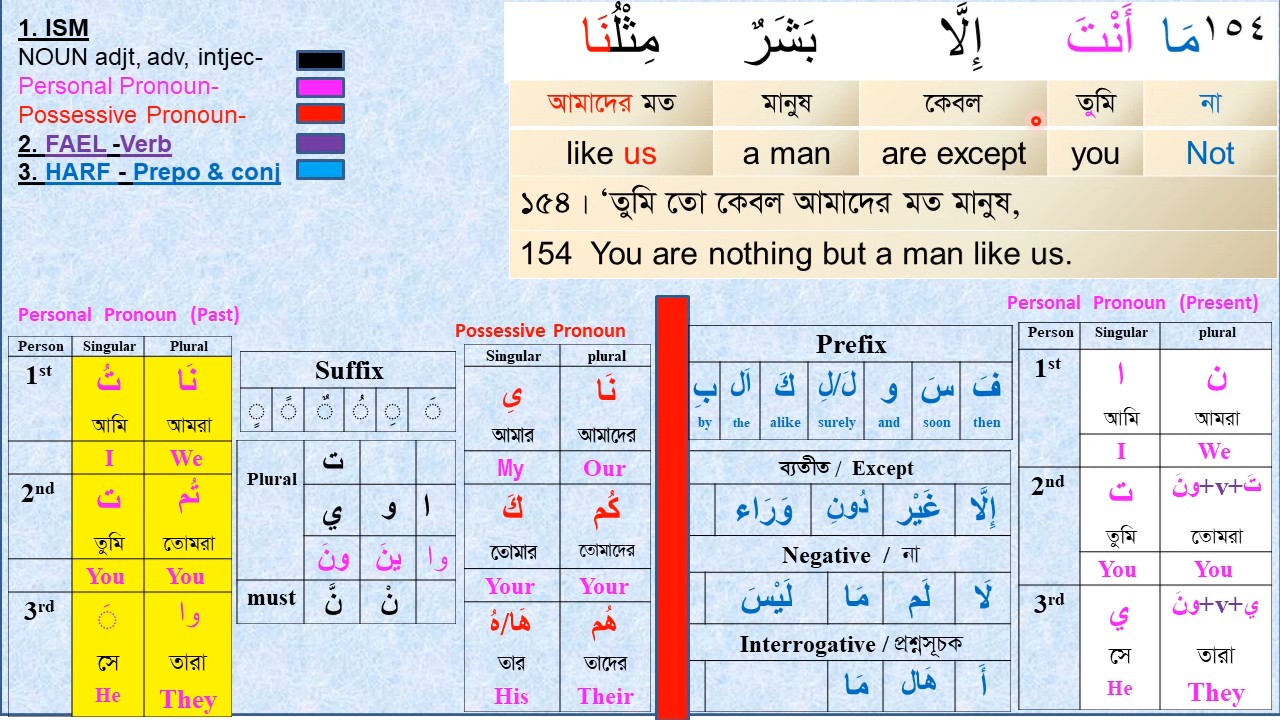 1. ISM
NOUN adjt, adv, intjec-
Personal Pronoun-
Possessive Pronoun-
2. FAEL -Verb
3. HARF - Prepo & conj
١٥٤ مَا أَنْتَ إِلَّا بَشَرٌ مِثْلُنَا
আমাদের মত মানুষ কেবল তুমি না
like us a man are except you Not
১৫৪। ‘তুমি তো কেবল আমাদের মত মানুষ,
154 You are nothing but a man like us.
Personal Pronoun (Past)
Person Singular Plural
1st تُ نَا
আমি আমরা
I We
2nd ت تُم
তুমি তোমরা
You You
3rd َ وا
সে তারা
He They
Suffix
ٍ ً ٌ ُ ِ َ
Plural ت
ي و ا
ونَ ينَ وا
must نَّ نْ
Possessive Pronoun
Singular plural
يِ نَا
আমার আমাদের
My Our
كَ كُم
তোমার তোমাদের
Your Your
هَا/هُ هُم
তার তাদের
His Their
Prefix
بِ اَل كَ لَ/لِ و سَ فَ
by the alike surely and soon then
ব্যতীত / Except
وَرَاء دُونِ غَيْر إِلَّا
Negative / না
لَيْسَ مَا لَم لَا
Interrogative / প্রশ্নসূচক
مَا هَال أَ
Personal Pronoun (Present)
Person Singular plural
1st ا ن
আমি আমরা
I We
2nd ت تَ+v+ونَ
তুমি তোমরা
You You
3rd ي ي+v+ونَ
সে তারা
He They